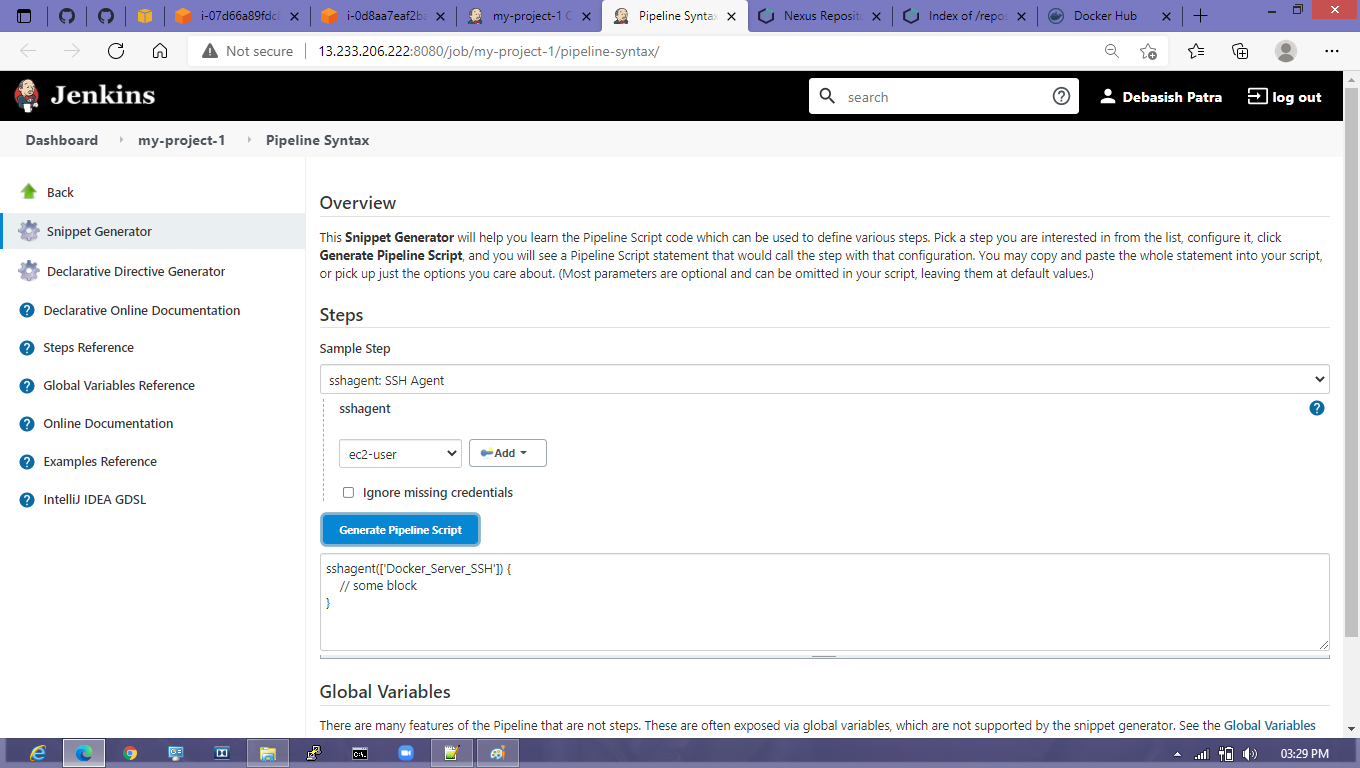 i-07d66a89fdc
i-0d8aa7eaf2b
my-project-1 C
Pipeline Synta
Nexus Reposit
Index of /repo
Docker Hub
Not secure
13.233.206.222:8080/job/my-project-1/pipeline-syntax/
Jenkins
search
Debasish Patra
log out
Dashboard
my-project-1
Pipeline Syntax
Back
Snippet Generator
Declarative Directive Generator
Declarative Online Documentation
Steps Reference
Global Variables Reference
Online Documentation
Examples Reference
IntelliJ IDEA GDSL
Overview
This Snippet Generator will help you learn the Pipeline Script code which can be used to define various steps. Pick a step you are interested in from the list, configure it, click
Generate Pipeline Script, and you will see a Pipeline Script statement that would call the step with that configuration. You may copy and paste the whole statement into your script,
or pick up just the options you care about. (Most parameters are optional and can be omitted in your script, leaving them at default values.)
Steps
Sample Step
sshagent: SSH Agent
sshagent
ec2-user
Add
Ignore missing credentials
Generate Pipeline Script
sshagent(['Docker_Server_SSH']) {
// some block
}
Global Variables
There are many features of the Pipeline that are not steps. These are often exposed via global variables, which are not supported by the snippet generator. See the Global Variables
03:29 PM